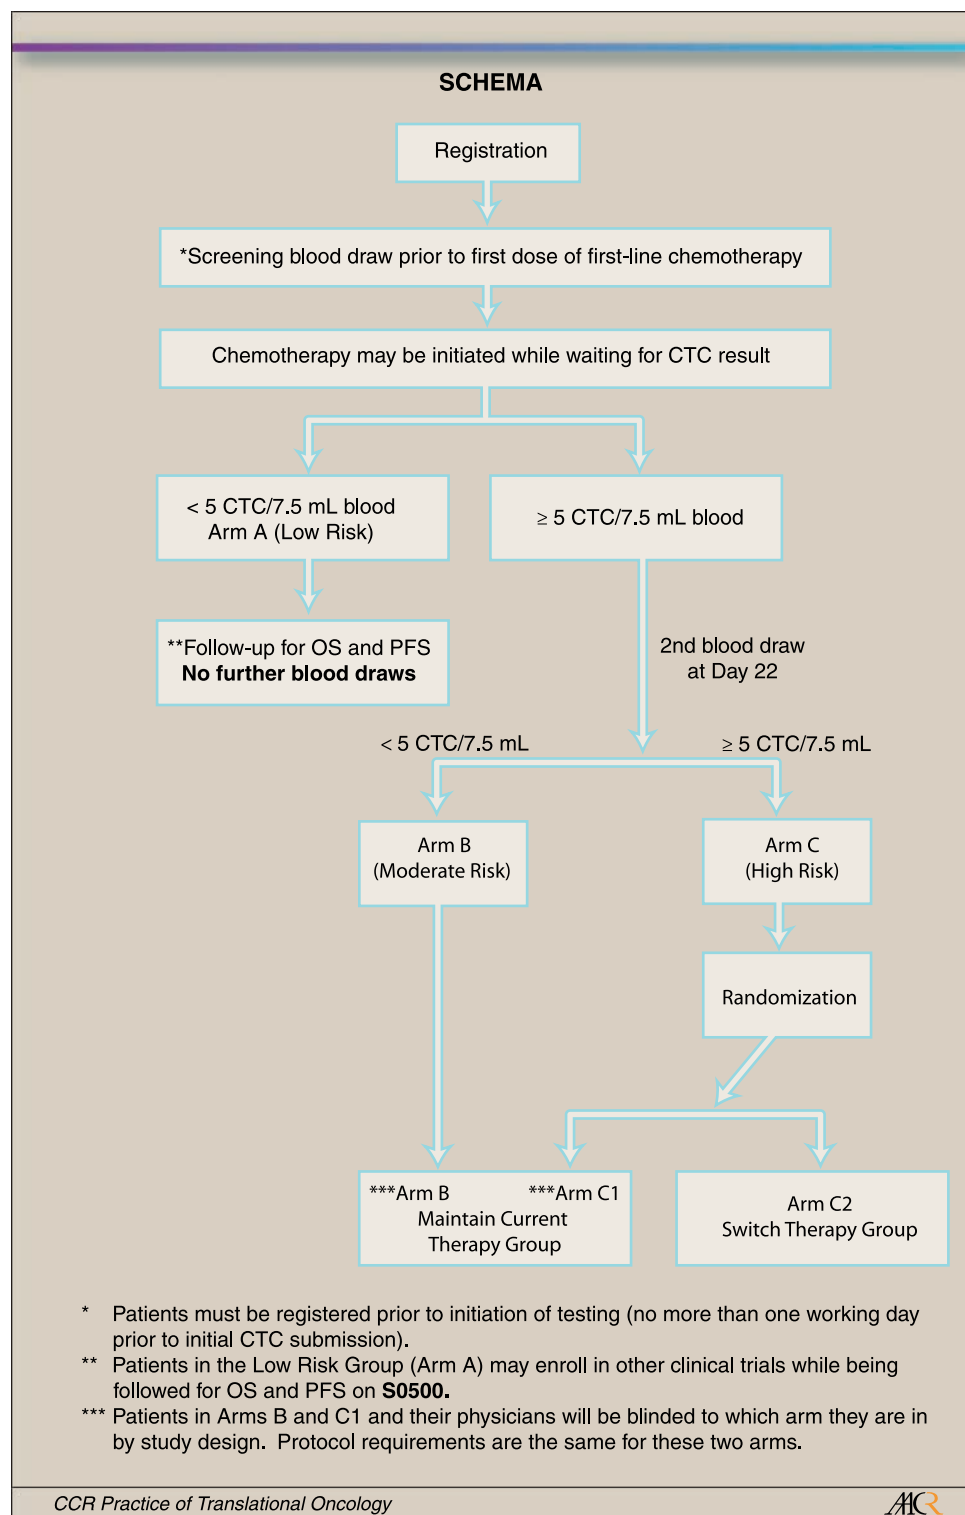 SCHEMA
Registration
*Screening blood draw prior to first dose of first-line chemotherapy
Chemotherapy may be initiated while waiting for CTC result
< 5 CTC/7.5 mL blood
Arm A (Low Risk)
≥ 5 CTC/7.5 mL blood
**Follow-up for OS and PFS
No further blood draws
2nd blood draw
at Day 22
< 5 CTC/7.5 mL
≥ 5 CTC/7.5 mL
Arm B
(Moderate Risk)
Arm C
(High Risk)
Randomization
***Arm B ***Arm C1
Maintain Current
Therapy Group
Arm C2
Switch Therapy Group
* Patients must be registered prior to initiation of testing (no more than one working day
prior to initial CTC submission).
** Patients in the Low Risk Group (Arm A) may enroll in other clinical trials while being
followed for OS and PFS on S0500.
*** Patients in Arms B and C1 and their physicians will be blinded to which arm they are in
by study design. Protocol requirements are the same for these two arms.
CCR Practice of Translational Oncology
AACR